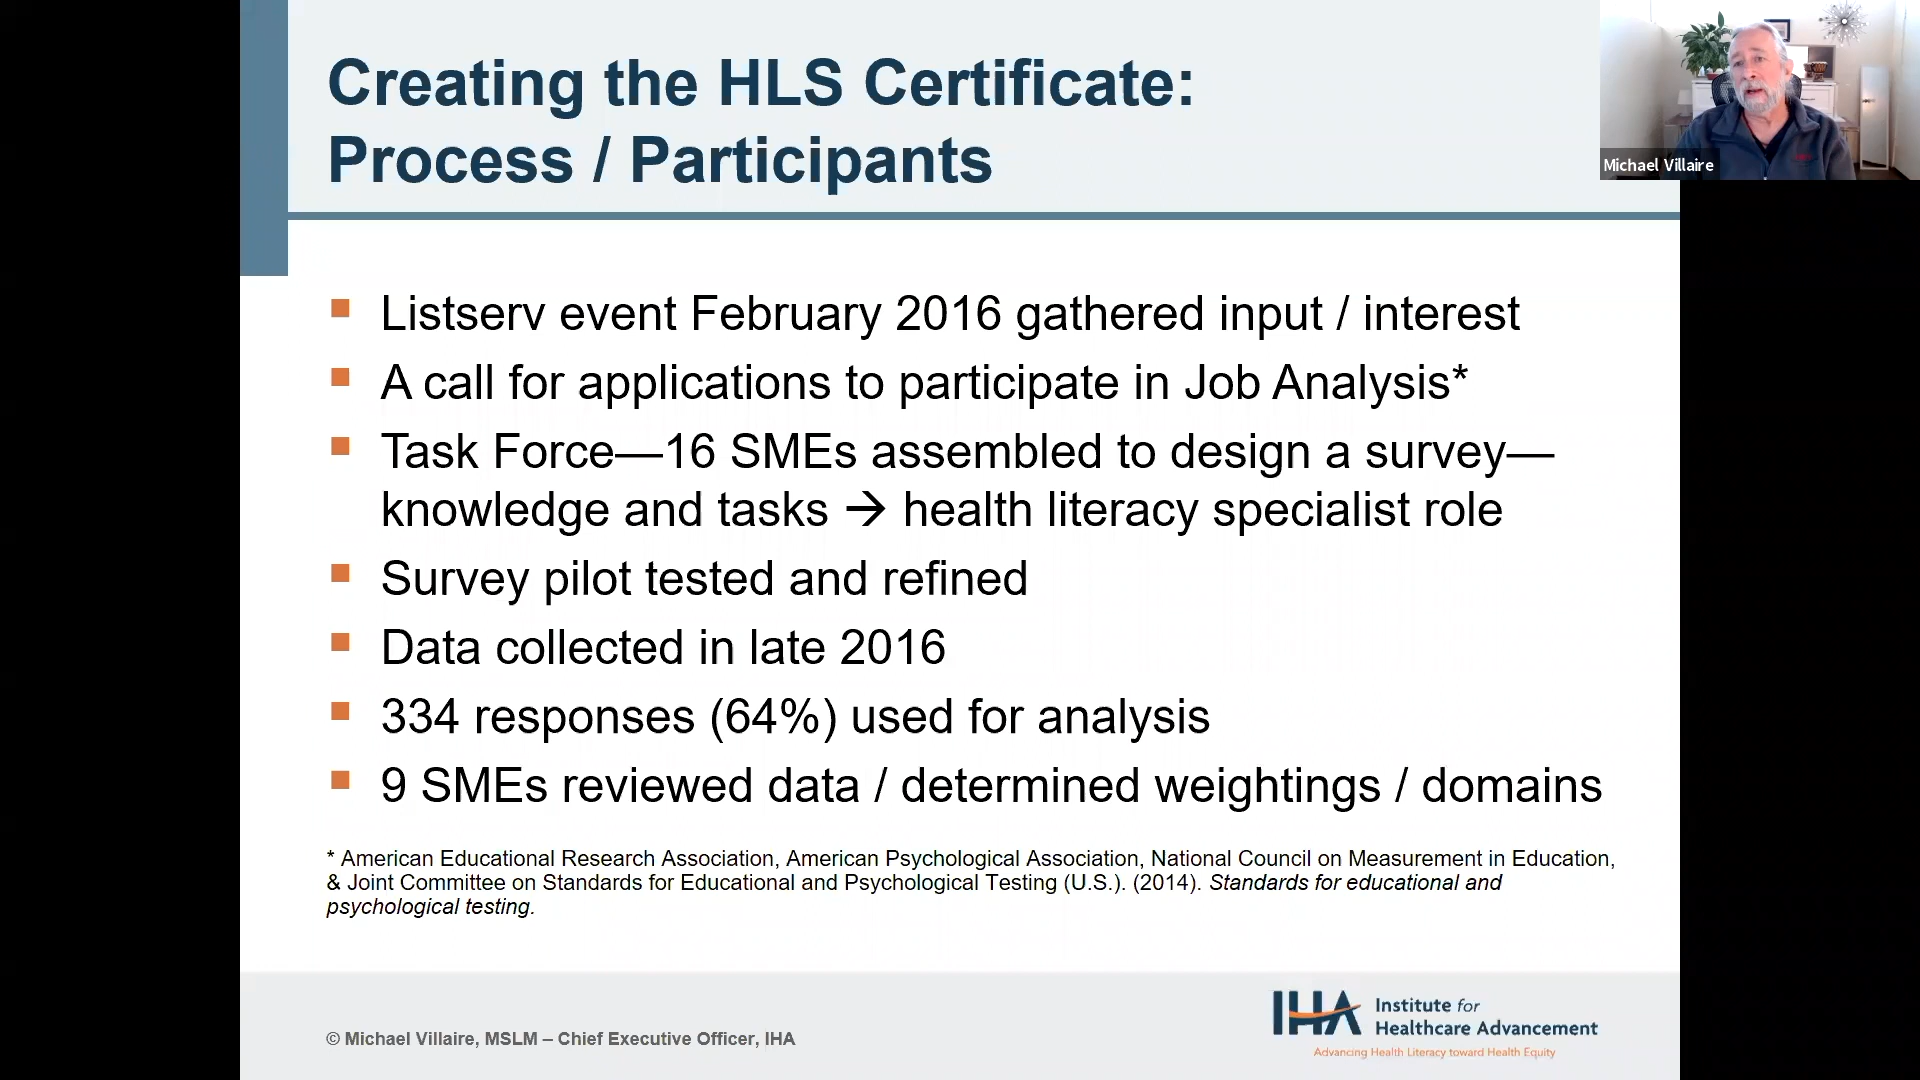 Creating the HLS Certificate:
Process / Participants
Michael Villaire
■ Listserv event February 2016 gathered input / interest
■ A call for applications to participate in Job Analysis*
■ Task Force—16 SMEs assembled to design a survey—
knowledge and tasks → health literacy specialist role
■ Survey pilot tested and refined
■ Data collected in late 2016
■ 334 responses (64%) used for analysis
■ 9 SMEs reviewed data / determined weightings / domains
* American Educational Research Association, American Psychological Association, National Council on Measurement in Education,
& Joint Committee on Standards for Educational and Psychological Testing (U.S.). (2014). Standards for educational and
psychological testing.
© Michael Villaire, MSLM – Chief Executive Officer, IHA
IHA Institute for
Healthcare Advancement
Advancing Health Literacy toward Health Equity